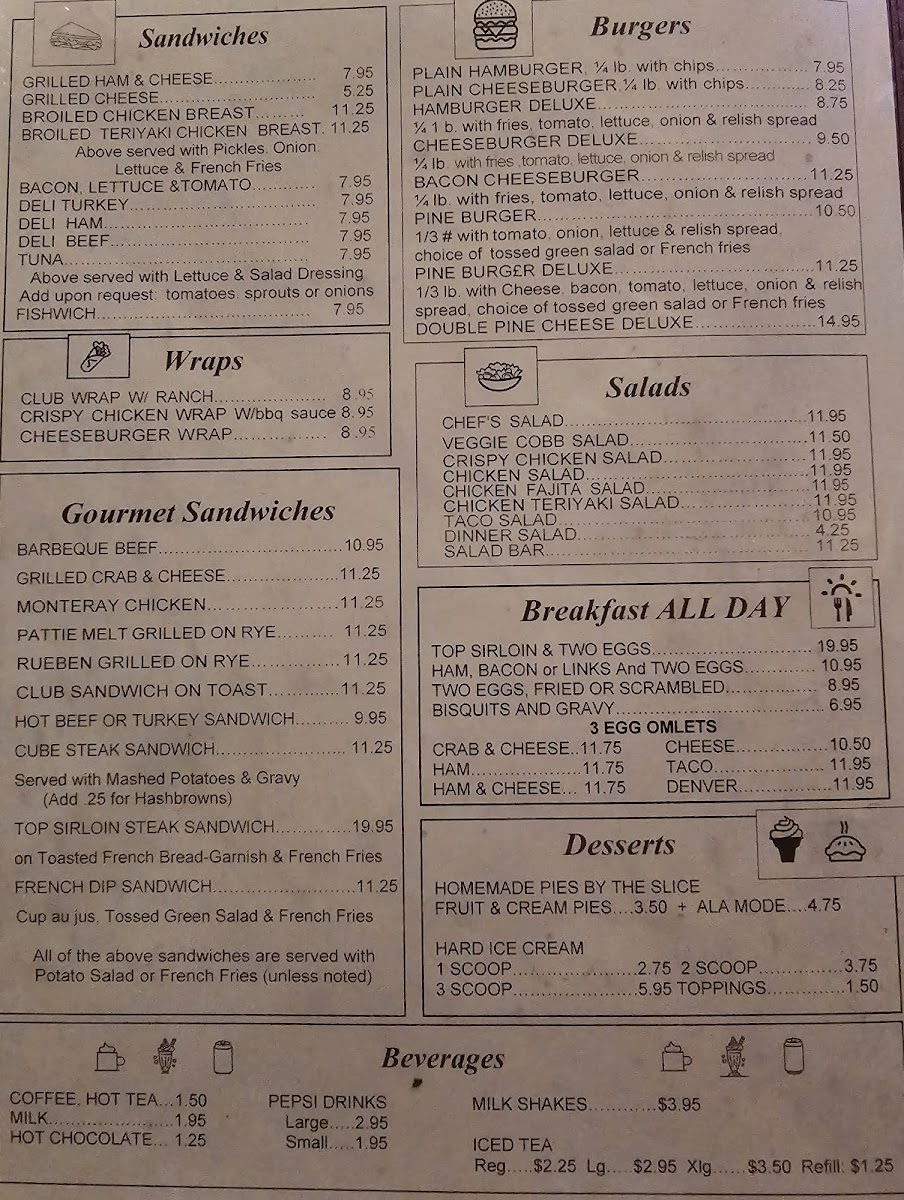 Sandwiches
GRILLED HAM & CHEESE.................... 7.95
GRILLED CHEESE.............................. 5.25
BROILED CHICKEN BREAST......... 11.25
BROILED TERIYAKI CHICKEN BREAST. 11.25
Above served with Pickles. Onion.
Lettuce & French Fries
BACON, LETTUCE &TOMATO............ 7.95
DELI TURKEY................................... 7.95
DELI HAM....................................... 7.95
DELI BEEF...................................... 7.95
TUNA.............................................. 7.95
Above served with Lettuce & Salad Dressing
Add upon request: tomatoes. sprouts or onions
FISHWICH........................................ 7.95
Wraps
CLUB WRAP W/ RANCH..................... 8.95
CRISPY CHICKEN WRAP W/bbq sauce 8.95
CHEESEBURGER WRAP................. 8.95
Gourmet Sandwiches
BARBEQUE BEEF.................................10.95
GRILLED CRAB & CHEESE....................11.25
MONTERAY CHICKEN........................11.25
PATTIE MELT GRILLED ON RYE.......... 11.25
RUEBEN GRILLED ON RYE................11.25
CLUB SANDWICH ON TOAST.............11.25
HOT BEEF OR TURKEY SANDWICH.......... 9.95
CUBE STEAK SANDWICH....................... 11.25
Served with Mashed Potatoes & Gravy
(Add .25 for Hashbrowns)
TOP SIRLOIN STEAK SANDWICH.............19.95
on Toasted French Bread-Garnish & French Fries
FRENCH DIP SANDWICH.........................11.25
Cup au jus, Tossed Green Salad & French Fries
All of the above sandwiches are served with
Potato Salad or French Fries (unless noted)
Burgers
PLAIN HAMBURGER, ¼ lb. with chips.................. 7.95
PLAIN CHEESEBURGER,¼ lb. with chips............ 8.25
HAMBURGER DELUXE....................................... 8.75
¼ 1 b. with fries, tomato, lettuce, onion & relish spread
CHEESEBURGER DELUXE................................ 9.50
¼ lb. with fries ,tomato, lettuce, onion & relish spread
BACON CHEESEBURGER..............................11.25
¼ lb. with fries, tomato, lettuce, onion & relish spread
PINE BURGER.................................................10.50
1/3 # with tomato, onion, lettuce & relish spread,
choice of tossed green salad or French fries
PINE BURG£R DELUXE.................................11.25
1/3 lb. with Cheese, bacon, tomato, lettuce, onion & relish
spread, choice of tossed green salad or French fries
DOUBLE PINE CHEESE DELUXE....................14.95
Salads
CHEF'S SALAD..........................................11.95
VEGGIE COBB SALAD..............................11.50
CRISPY CHICKEN SALAD.........................11.95
CHICKEN SALAD......................................11.95
CHICKEN FAJITA SALAD...........................11.95
CHICKEN TERIYAKI SALAD.....................11.95
TACO SALAD..........................................10.95
DINNER SALAD........................................ 4.25
SALAD BAR............................................11.25
Breakfast ALL DAY
TOP SIRLOIN & TWO EGGS............................ 19.95
HAM, BACON or LINKS And TWO EGGS............. 10.95
TWO EGGS, FRIED OR SCRAMBLED................ 8.95
BISQUITS AND GRAVY.................................... 6.95
3 EGG OMLETS
CRAB & CHEESE..11.75 CHEESE................10.50
HAM....................11.75 TACO.................... 11.95
HAM & CHEESE... 11.75 DENVER.................11.95
Desserts
HOMEMADE PIES BY THE SLICE
FRUIT & CREAM PIES....3.50 + ALA MODE....4.75
HARD ICE CREAM
1 SCOOP......................2.75 2 SCOOP...............3.75
3 SCOOP......................5.95 TOPPINGS..............1.50
Beverages
COFFEE, HOT TEA...1.50
MILK......................1.95
HOT CHOCOLATE... 1.25
PEPSI DRINKS
Large.....2.95
Small.....1.95
MILK SHAKES............$3.95
ICED TEA
Reg.....$2.25 Lg.....$2.95 Xlg......$3.50 Refill: $1.25